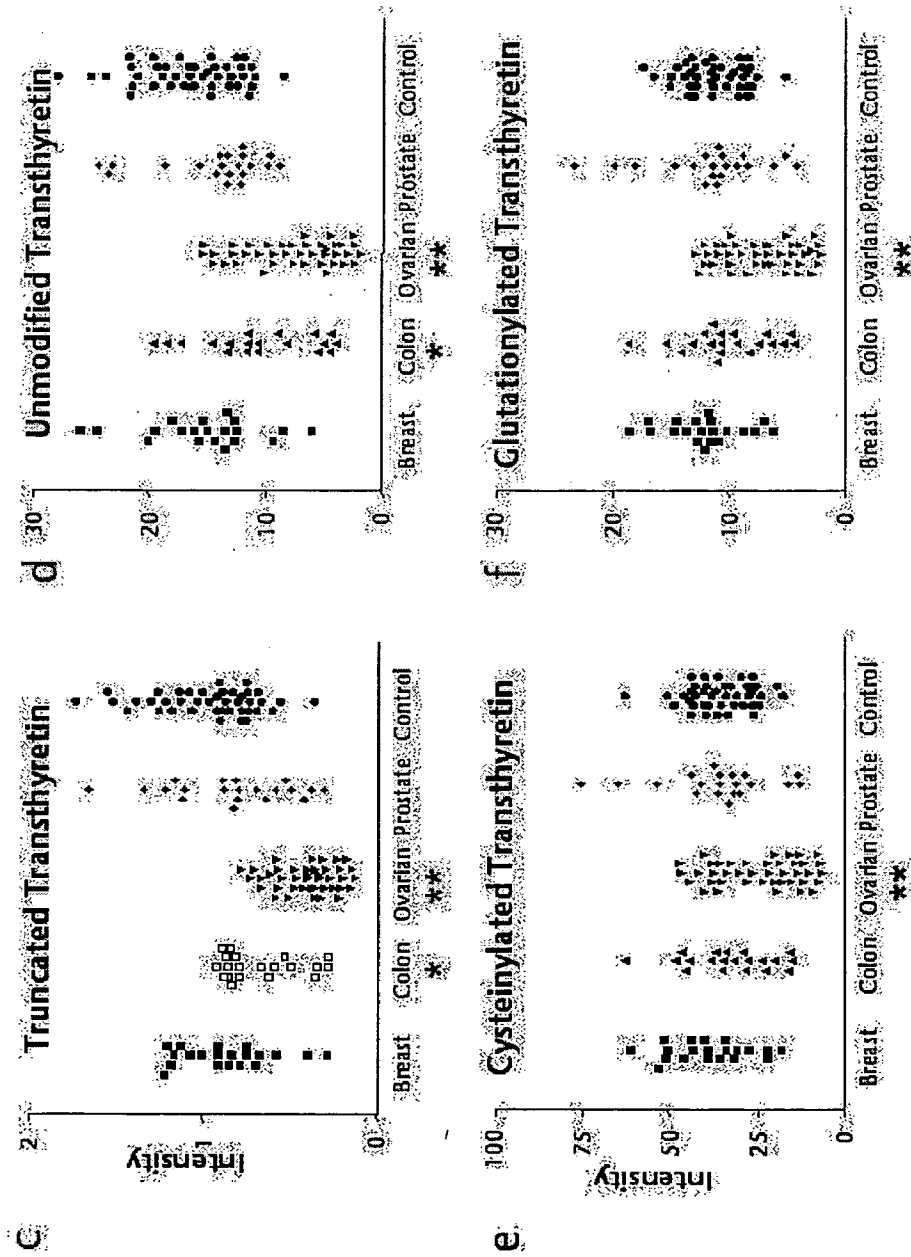 c
Truncated Transthyretin
Intensity
2
1
0
Breast Colon Ovarian Prostate Control
* **
d
Unmodified Transthyretin
30
20
10
0
Breast Colon Ovarian Prostate Control
* **
e
Cysteinylated Transthyretin
Intensity
100
75
50
25
0
Breast Colon Ovarian Prostate Control
**
f
Glutationylated Transthyretin
30
20
10
0
Breast Colon Ovarian Prostate Control
**